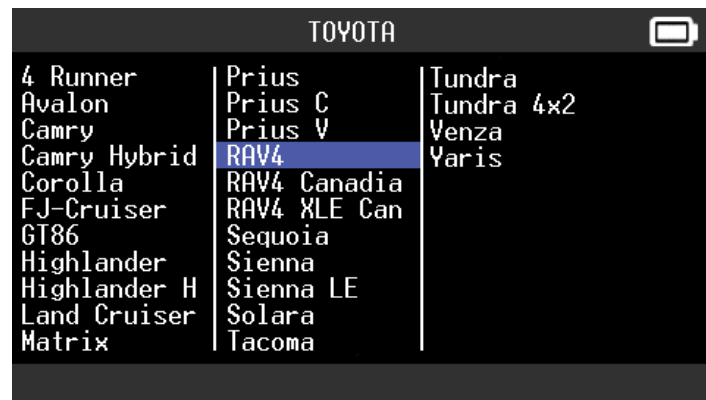 TOYOTA
4 Runner
Avalon
Camry
Camry Hybrid
Corolla
FJ-Cruiser
GT86
Highlander
Highlander H
Land Cruiser
Matrix
Prius
Prius C
Prius V
RAV4
RAV4 Canadia
RAV4 XLE Can
Sequoia
Sienna
Sienna LE
Solara
Tacoma
Tundra
Tundra 4x2
Venza
Yaris